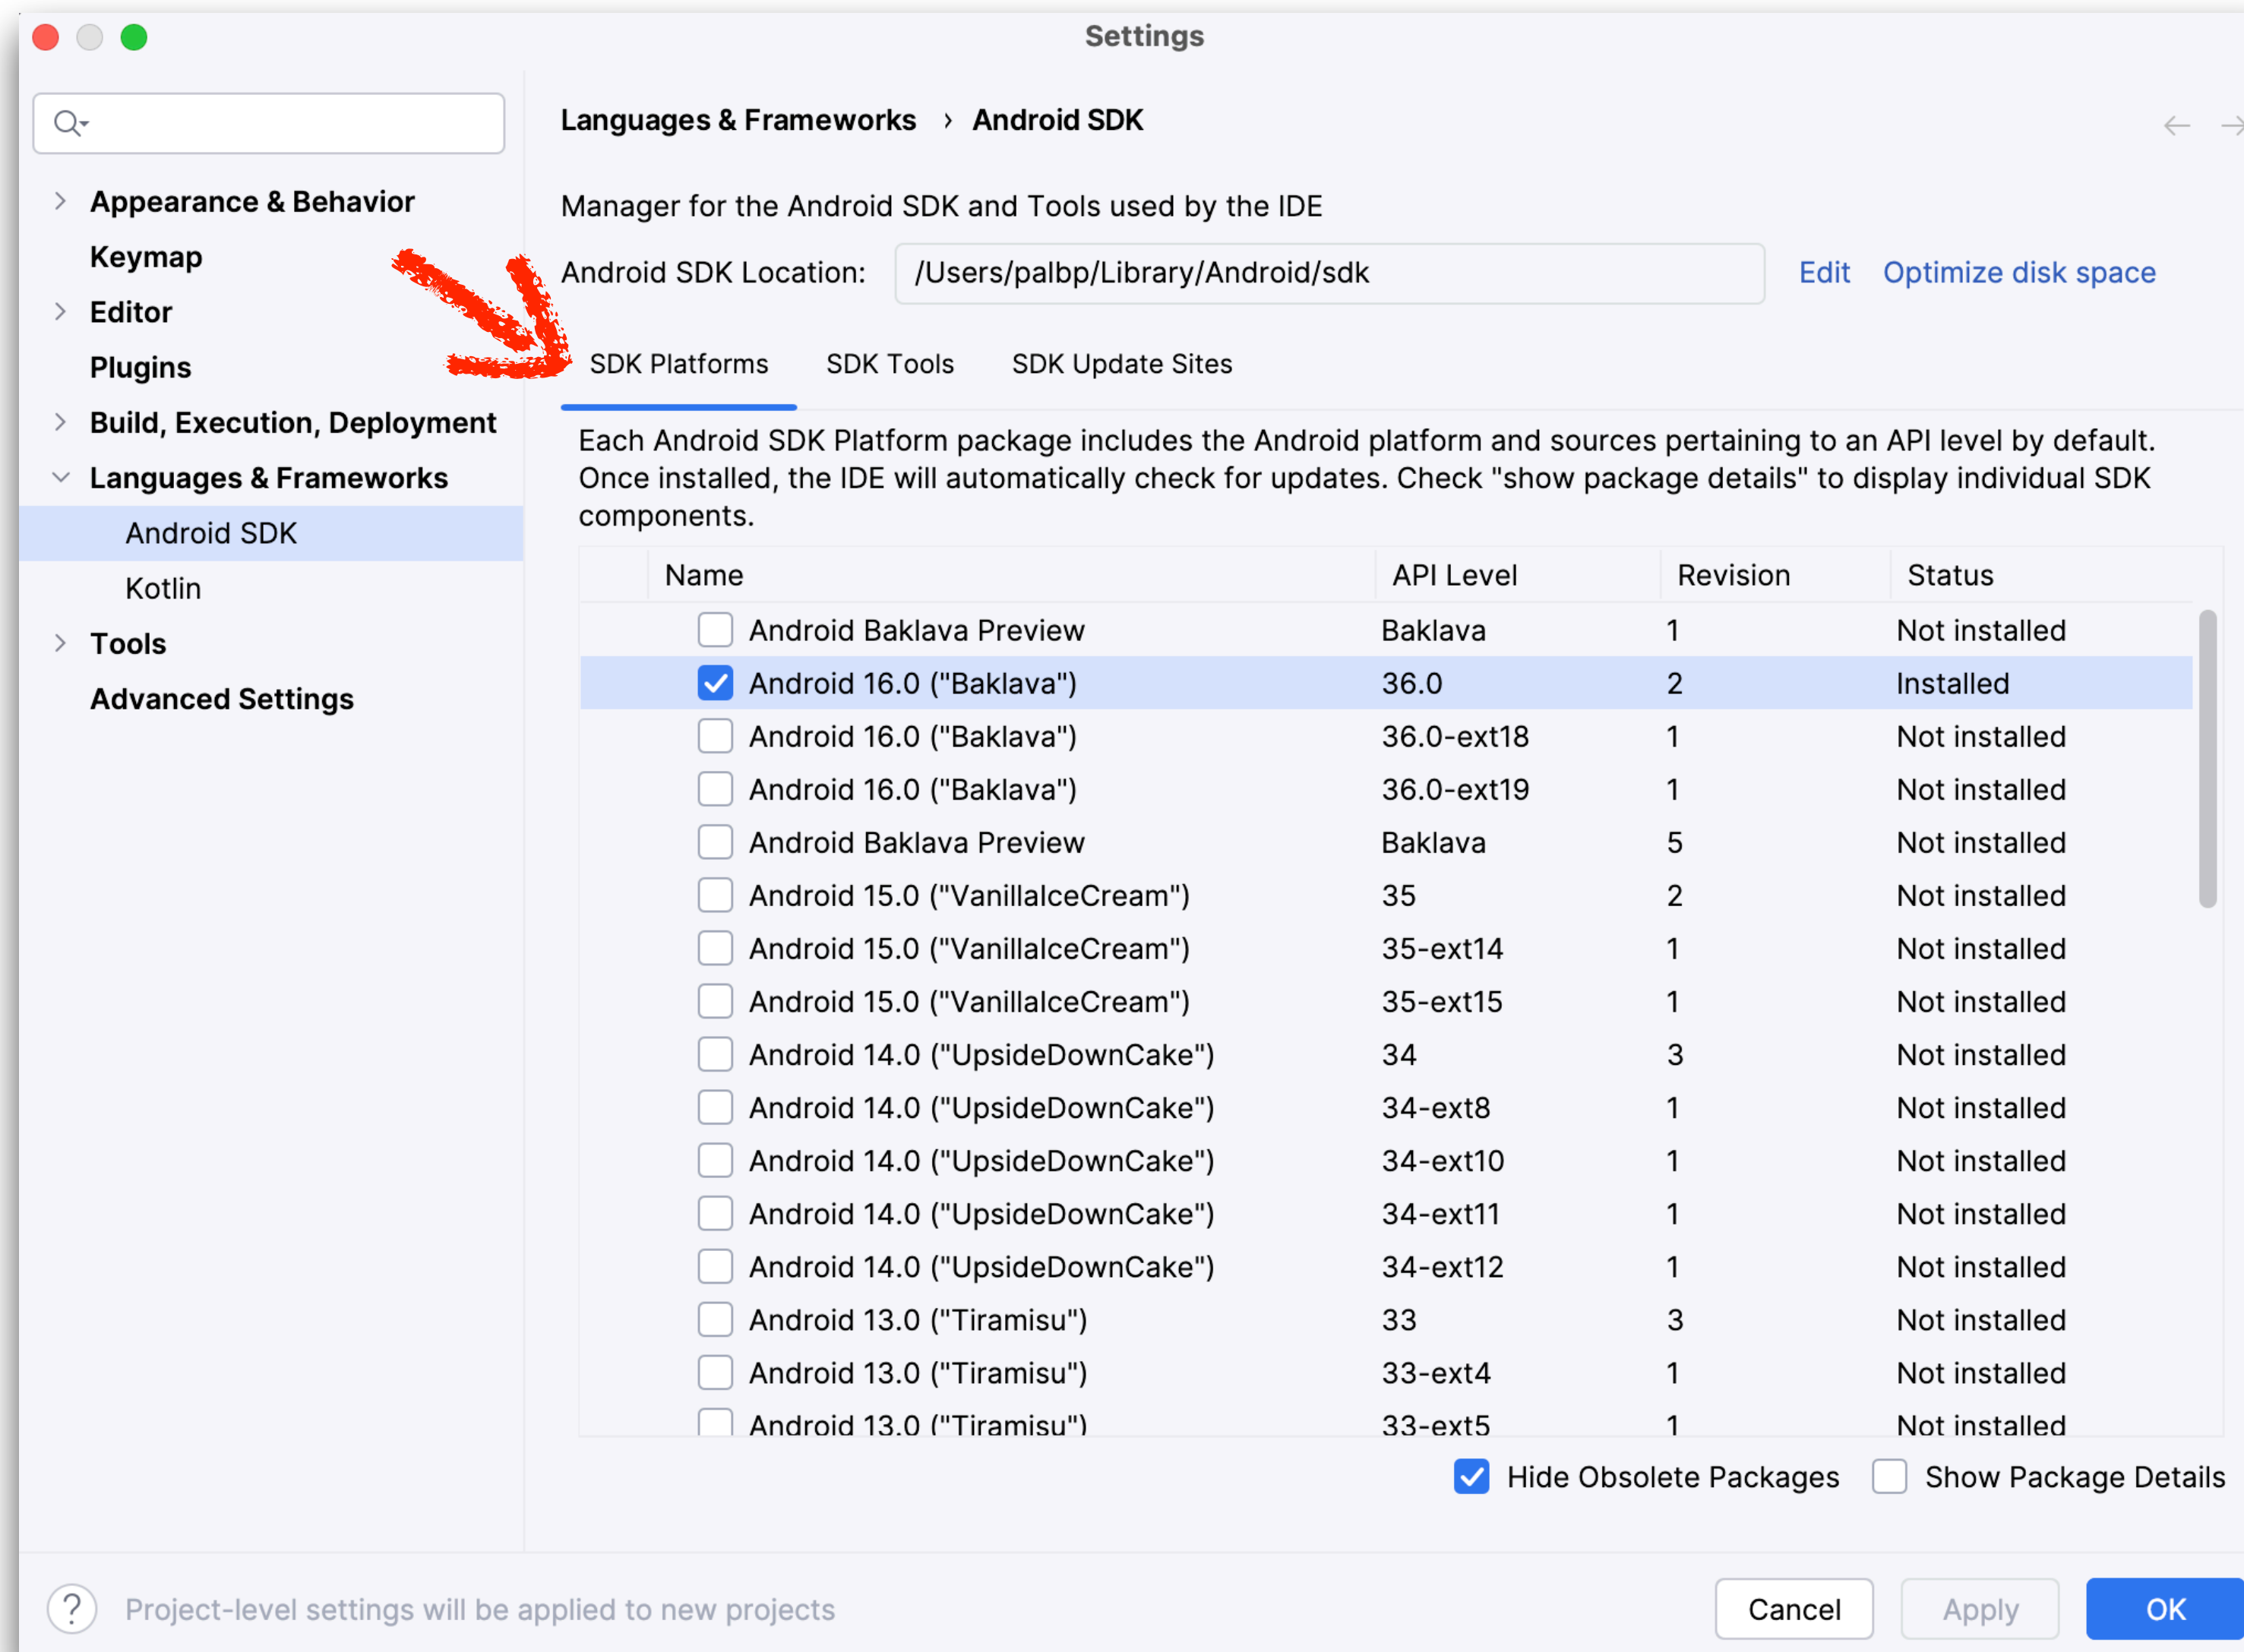 Settings
Languages & Frameworks › Android SDK
Appearance & Behavior
Keymap
Editor
Plugins
Build, Execution, Deployment
Languages & Frameworks
Android SDK
Kotlin
Tools
Advanced Settings
Manager for the Android SDK and Tools used by the IDE
Android SDK Location: /Users/palbp/Library/Android/sdk Edit Optimize disk space
SDK Platforms SDK Tools SDK Update Sites
Each Android SDK Platform package includes the Android platform and sources pertaining to an API level by default.
Once installed, the IDE will automatically check for updates. Check "show package details" to display individual SDK
components.
Name API Level Revision Status
Android Baklava Preview Baklava 1 Not installed
Android 16.0 ("Baklava") 36.0 2 Installed
Android 16.0 ("Baklava") 36.0-ext18 1 Not installed
Android 16.0 ("Baklava") 36.0-ext19 1 Not installed
Android Baklava Preview Baklava 5 Not installed
Android 15.0 ("VanillaIceCream") 35 2 Not installed
Android 15.0 ("VanillaIceCream") 35-ext14 1 Not installed
Android 15.0 ("VanillaIceCream") 35-ext15 1 Not installed
Android 14.0 ("UpsideDownCake") 34 3 Not installed
Android 14.0 ("UpsideDownCake") 34-ext8 1 Not installed
Android 14.0 ("UpsideDownCake") 34-ext10 1 Not installed
Android 14.0 ("UpsideDownCake") 34-ext11 1 Not installed
Android 14.0 ("UpsideDownCake") 34-ext12 1 Not installed
Android 13.0 ("Tiramisu") 33 3 Not installed
Android 13.0 ("Tiramisu") 33-ext4 1 Not installed
Android 13.0 ("Tiramisu") 33-ext5 1 Not installed
Hide Obsolete Packages Show Package Details
? Project-level settings will be applied to new projects
Cancel Apply OK